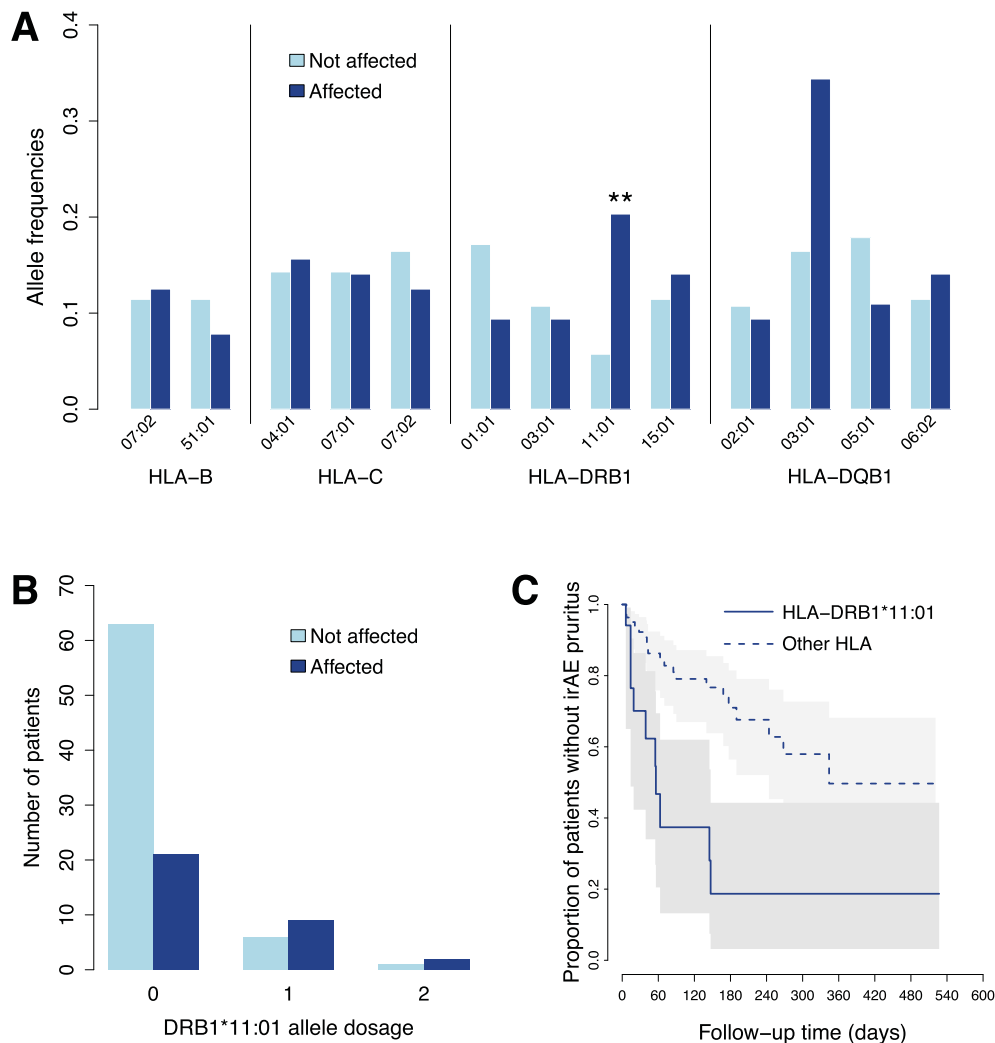 A
Allele frequencies
0.4
0.3
0.2
0.1
0.0
Not affected
Affected
**
07:02 51:01 04:01 07:01 07:02 01:01 03:01 11:01 15:01 02:01 03:01 05:01 06:02
HLA−B HLA−C HLA−DRB1 HLA−DQB1
B
Number of patients
70
60
50
40
30
20
10
0
Not affected
Affected
0 1 2
DRB1*11:01 allele dosage
C
Proportion of patients without irAE pruritus
1.0
0.8
0.6
0.4
0.2
0.0
HLA−DRB1*11:01
Other HLA
0 60 120 180 240 300 360 420 480 540 600
Follow−up time (days)